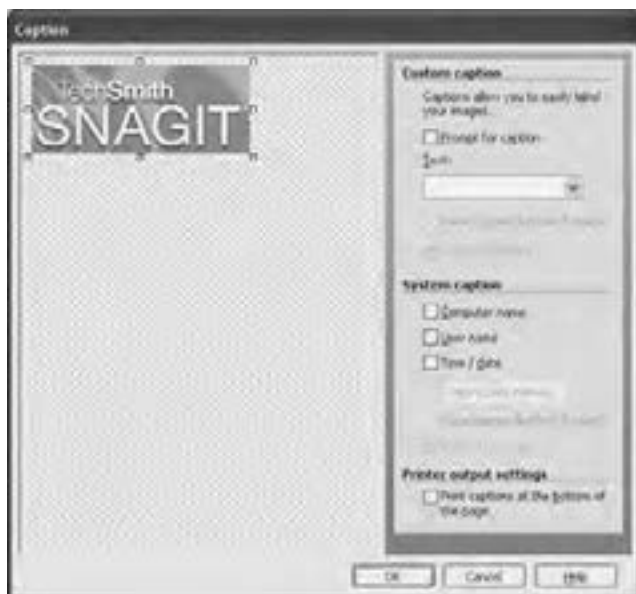 Caption
TechSmith
SNAGIT
Custom caption
Captions allow you to easily label
your images.
Prompt for caption
Text:
System caption
Computer name
User name
Time / date
Printer output settings
Print captions at the bottom of
the page
OK
Cancel
Help